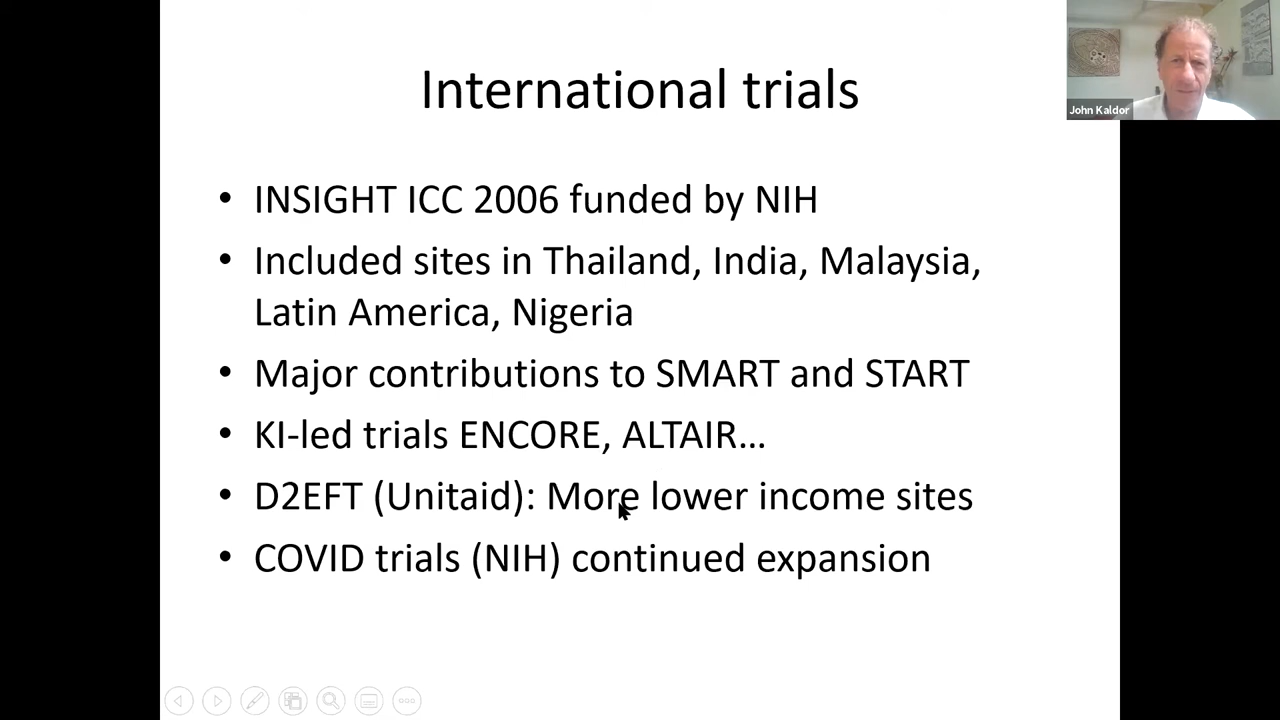 International trials
John Kaldor
• INSIGHT ICC 2006 funded by NIH
• Included sites in Thailand, India, Malaysia,
Latin America, Nigeria
• Major contributions to SMART and START
• KI-led trials ENCORE, ALTAIR…
• D2EFT (Unitaid): More lower income sites
• COVID trials (NIH) continued expansion